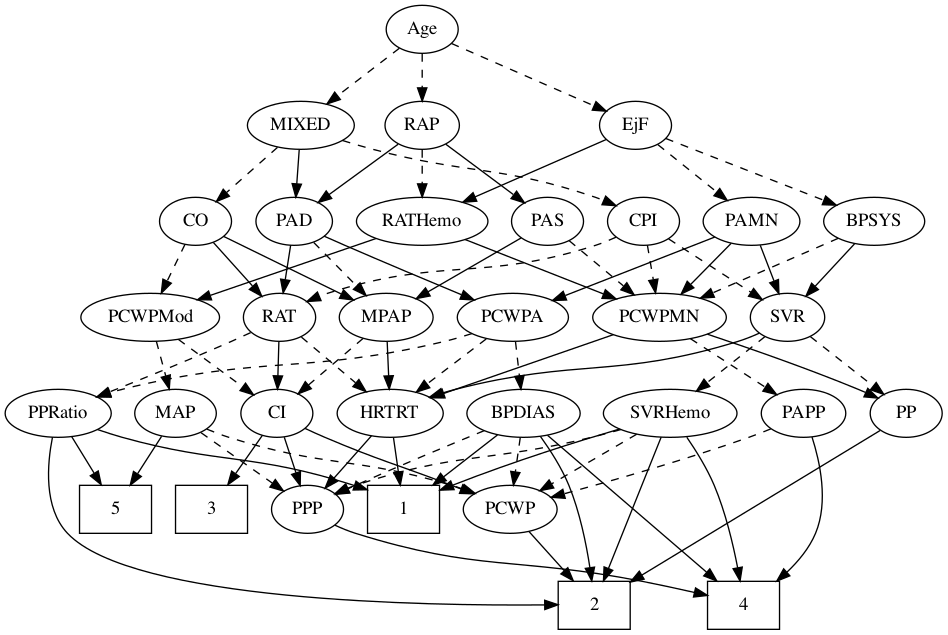 Age
MIXED
RAP
EjF
CO
PAD
RATHemo
PAS
CPI
PAMN
BPSYS
PCWPMod
RAT
MPAP
PCWPA
PCWPMN
SVR
PPRatio
MAP
CI
HRTRT
BPDIAS
SVRHemo
PAPP
PP
5
3
PPP
1
PCWP
2
4